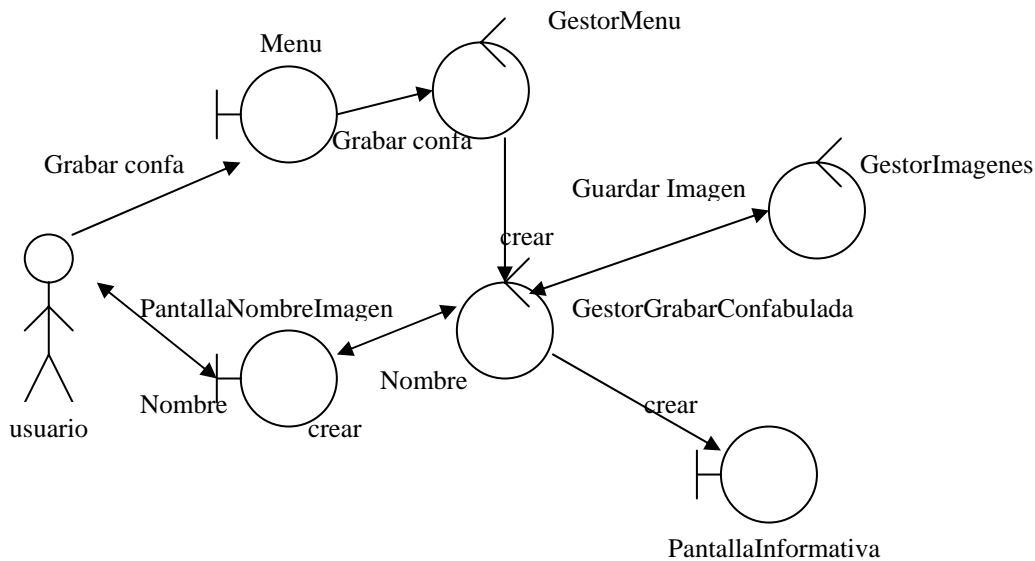 GestorMenu
Menu
Grabar confa
Grabar confa
GestorImagenes
Guardar Imagen
crear
PantallaNombreImagen
GestorGrabarConfabulada
Nombre
Nombre
crear
crear
usuario
PantallaInformativa